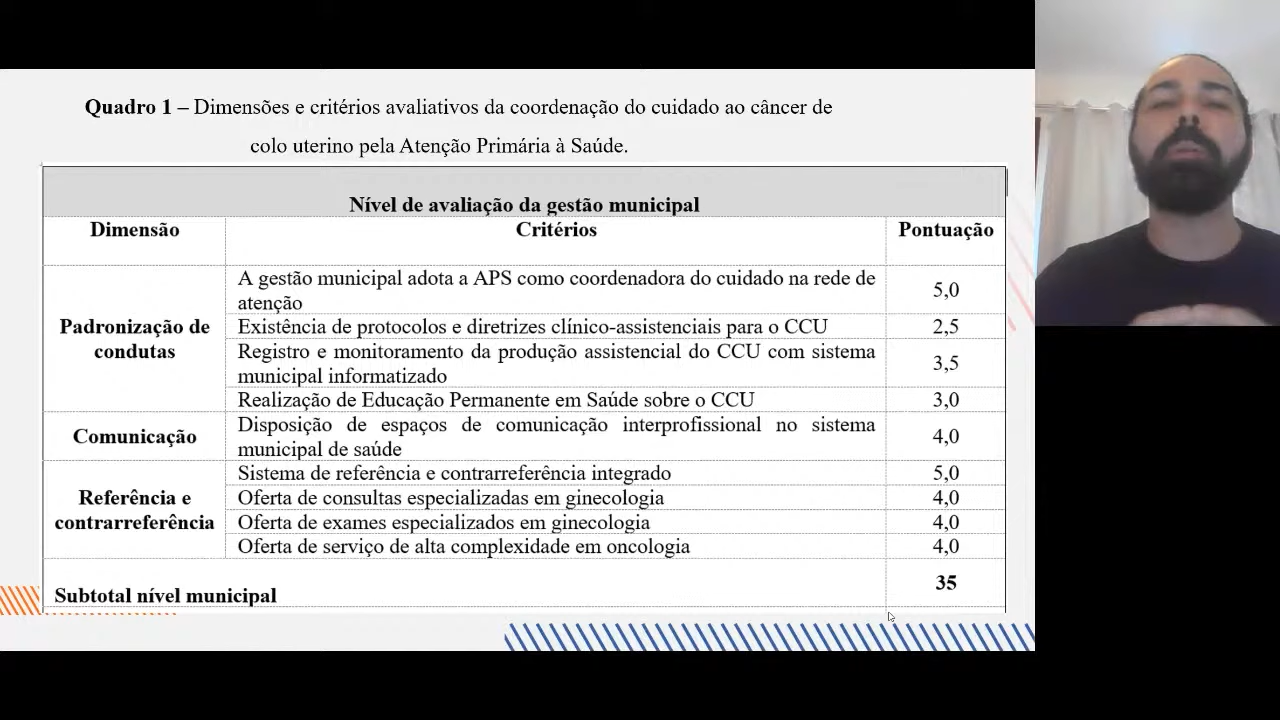 Quadro 1 – Dimensões e critérios avaliativos da coordenação do cuidado ao câncer de
colo uterino pela Atenção Primária à Saúde.
Nível de avaliação da gestão municipal
Dimensão
Critérios
Pontuação
Padronização de
condutas
A gestão municipal adota a APS como coordenadora do cuidado na rede de
atenção
5,0
Existência de protocolos e diretrizes clínico-assistenciais para o CCU
2,5
Registro e monitoramento da produção assistencial do CCU com sistema
municipal informatizado
3,5
Realização de Educação Permanente em Saúde sobre o CCU
3,0
Comunicação
Disposição de espaços de comunicação interprofissional no sistema
municipal de saúde
4,0
Referência e
contrarreferência
Sistema de referência e contrarreferência integrado
5,0
Oferta de consultas especializadas em ginecologia
4,0
Oferta de exames especializados em ginecologia
4,0
Oferta de serviço de alta complexidade em oncologia
4,0
Subtotal nível municipal
35